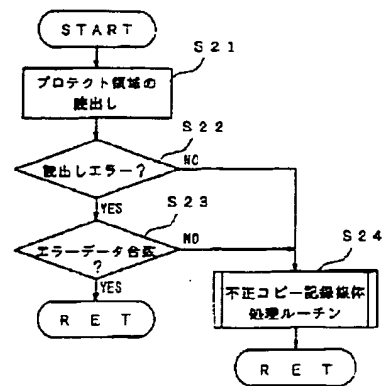 START
S21
プロテクト領域の
読出し
S22
読出しエラー?
NO
YES
S23
エラーデータ合致
?
NO
YES
S24
不正コピー記録媒体
処理ルーチン
RET
RET